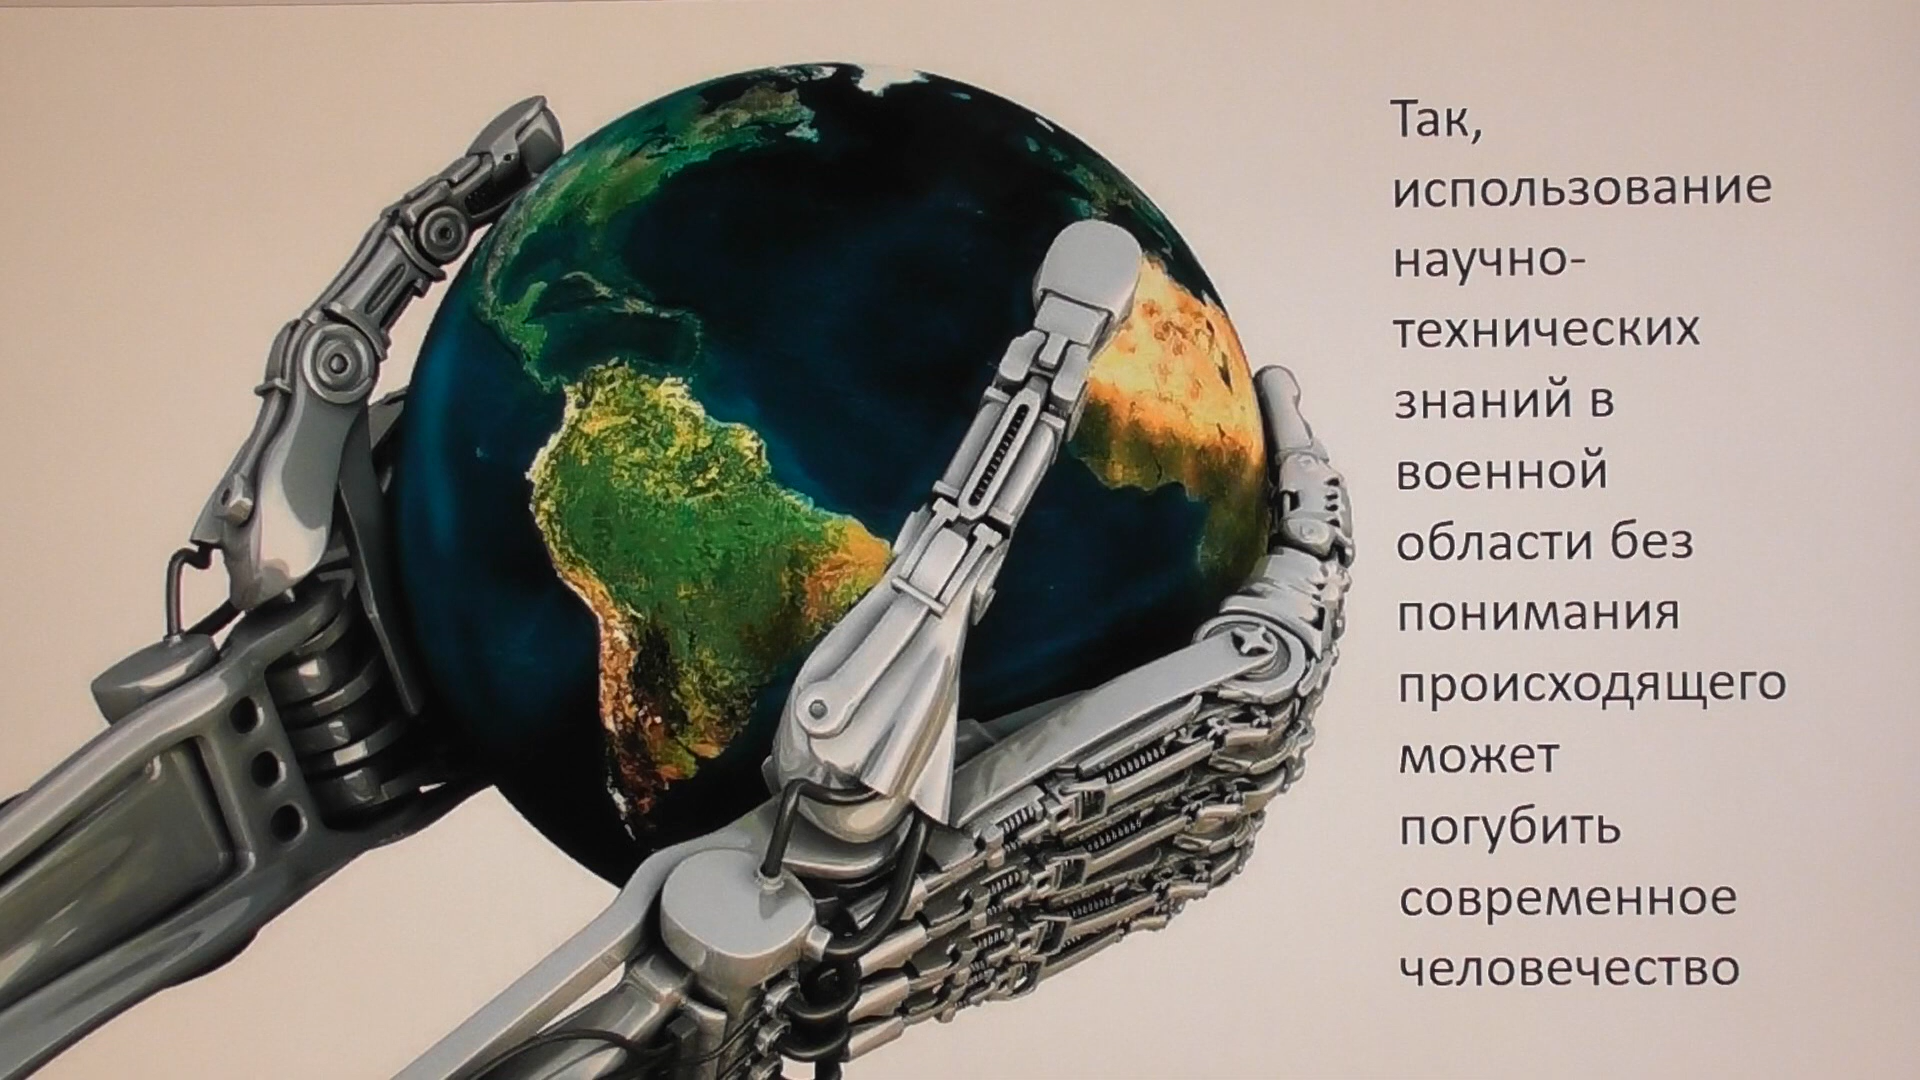 Так,
использование
научно-
технических
знаний в
военной
области без
понимания
происходящего
может
погубить
современное
человечество